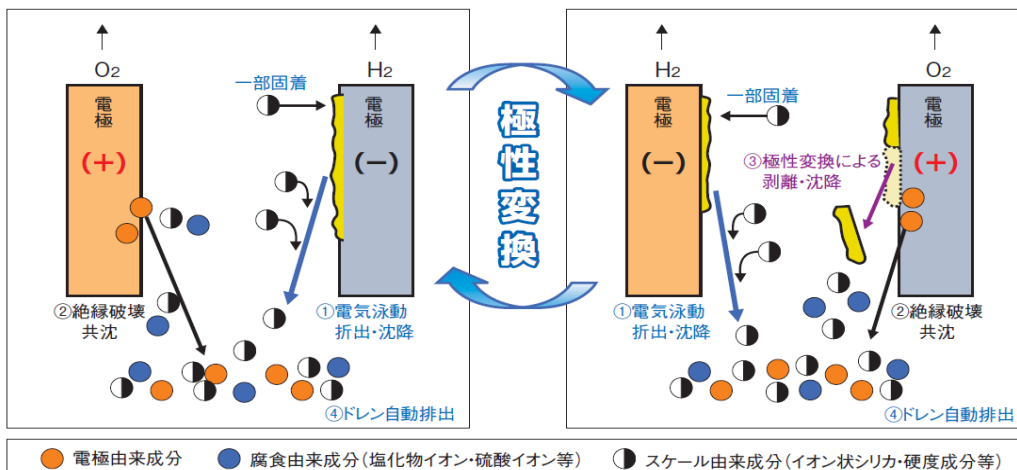 O2
電極
(+)
一部固着
H2
電極
(-)
②絶縁破壊
共沈
①電気泳動
折出・沈降
④ドレン自動排出
極性変換
H2
電極
(-)
一部固着
O2
電極
(+)
③極性変換による
剥離・沈降
①電気泳動
折出・沈降
②絶縁破壊
共沈
④ドレン自動排出
電極由来成分
腐食由来成分(塩化物イオン・硫酸イオン等)
スケール由来成分(イオン状シリカ・硬度成分等)